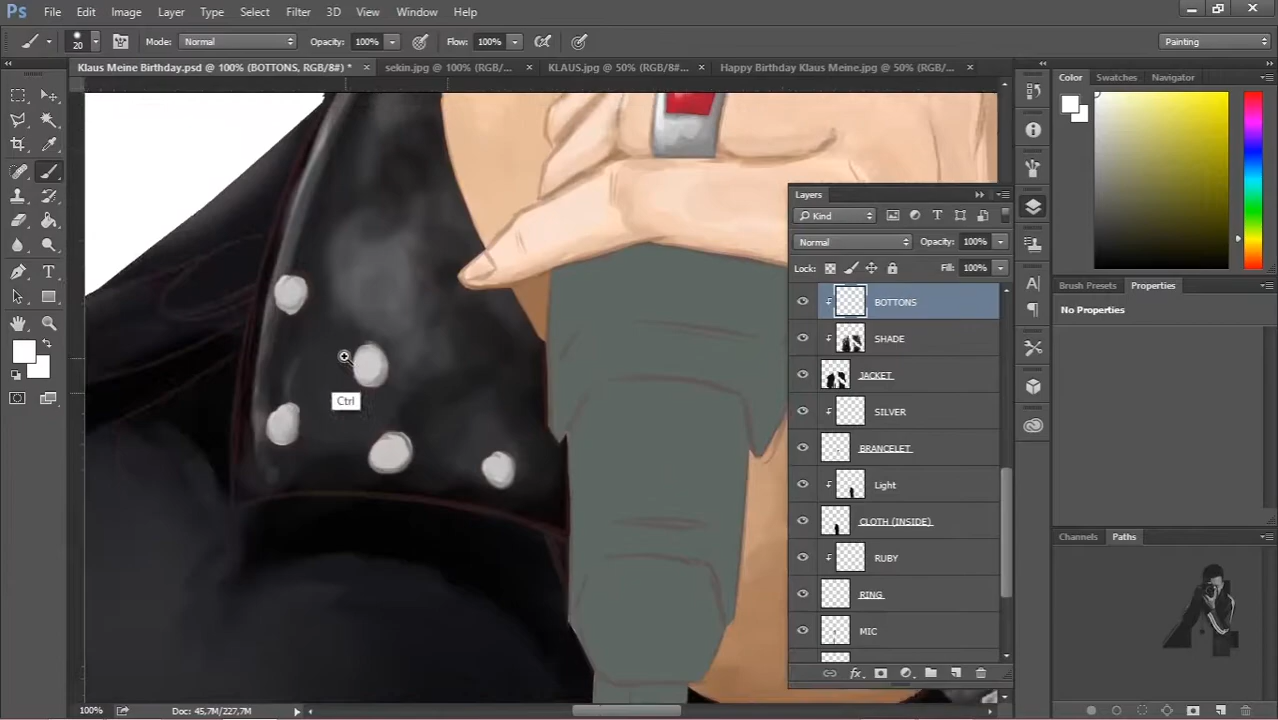 Ps File Edit Image Layer Type Select Filter 3D View Window Help
20 Mode: Normal Opacity: 100% Flow: 100% Painting
Klaus Meine Birthday.psd @ 100% (BOTTONS, RGB/8#) * × sekin.jpg @ 100% (RGB/... × KLAUS.jpg @ 50% (RGB/8#... × Happy Birthday Klaus Meine.jpg @ 50% (RGB/... ×
Color Swatches Navigator
Layers
Kind
Normal Opacity: 100%
Lock: Fill: 100%
BOTTONS
SHADE
JACKET
SILVER
BRANCELET
Light
CLOTH (INSIDE)
RUBY
RING
MIC
Brush Presets Properties
No Properties
Channels Paths
Ctrl
100% Doc: 45,7M/227,7M